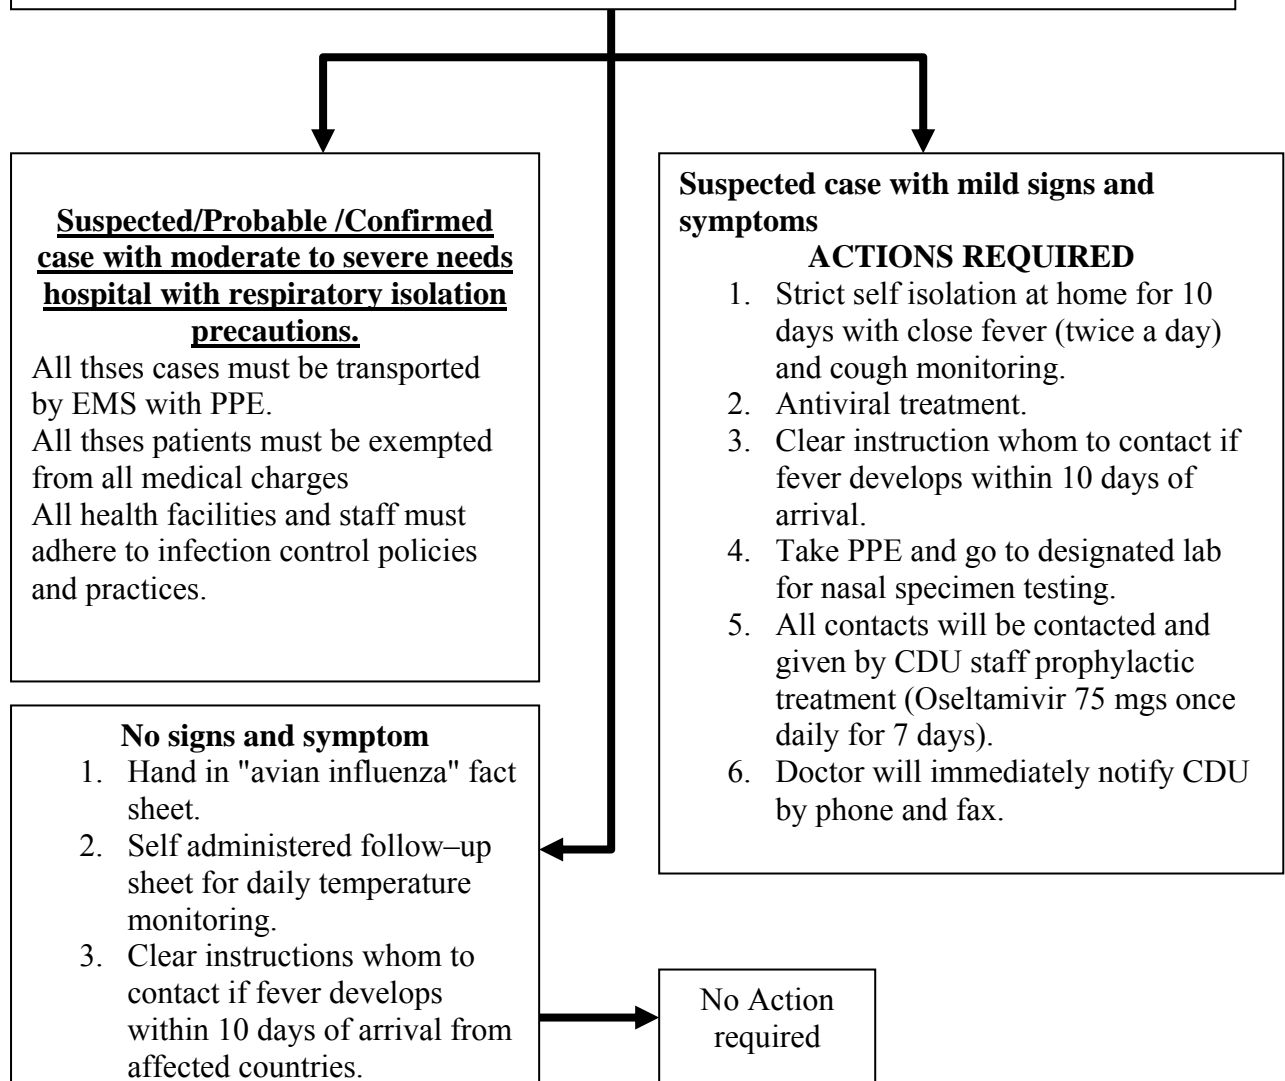 Suspected/Probable /Confirmed
case with moderate to severe needs
hospital with respiratory isolation
precautions.
All thses cases must be transported
by EMS with PPE.
All thses patients must be exempted
from all medical charges
All health facilities and staff must
adhere to infection control policies
and practices.
Suspected case with mild signs and
symptoms
ACTIONS REQUIRED
1. Strict self isolation at home for 10
days with close fever (twice a day)
and cough monitoring.
2. Antiviral treatment.
3. Clear instruction whom to contact if
fever develops within 10 days of
arrival.
4. Take PPE and go to designated lab
for nasal specimen testing.
5. All contacts will be contacted and
given by CDU staff prophylactic
treatment (Oseltamivir 75 mgs once
daily for 7 days).
6. Doctor will immediately notify CDU
by phone and fax.
No signs and symptom
1. Hand in "avian influenza" fact
sheet.
2. Self administered follow–up
sheet for daily temperature
monitoring.
3. Clear instructions whom to
contact if fever develops
within 10 days of arrival from
affected countries.
No Action
required